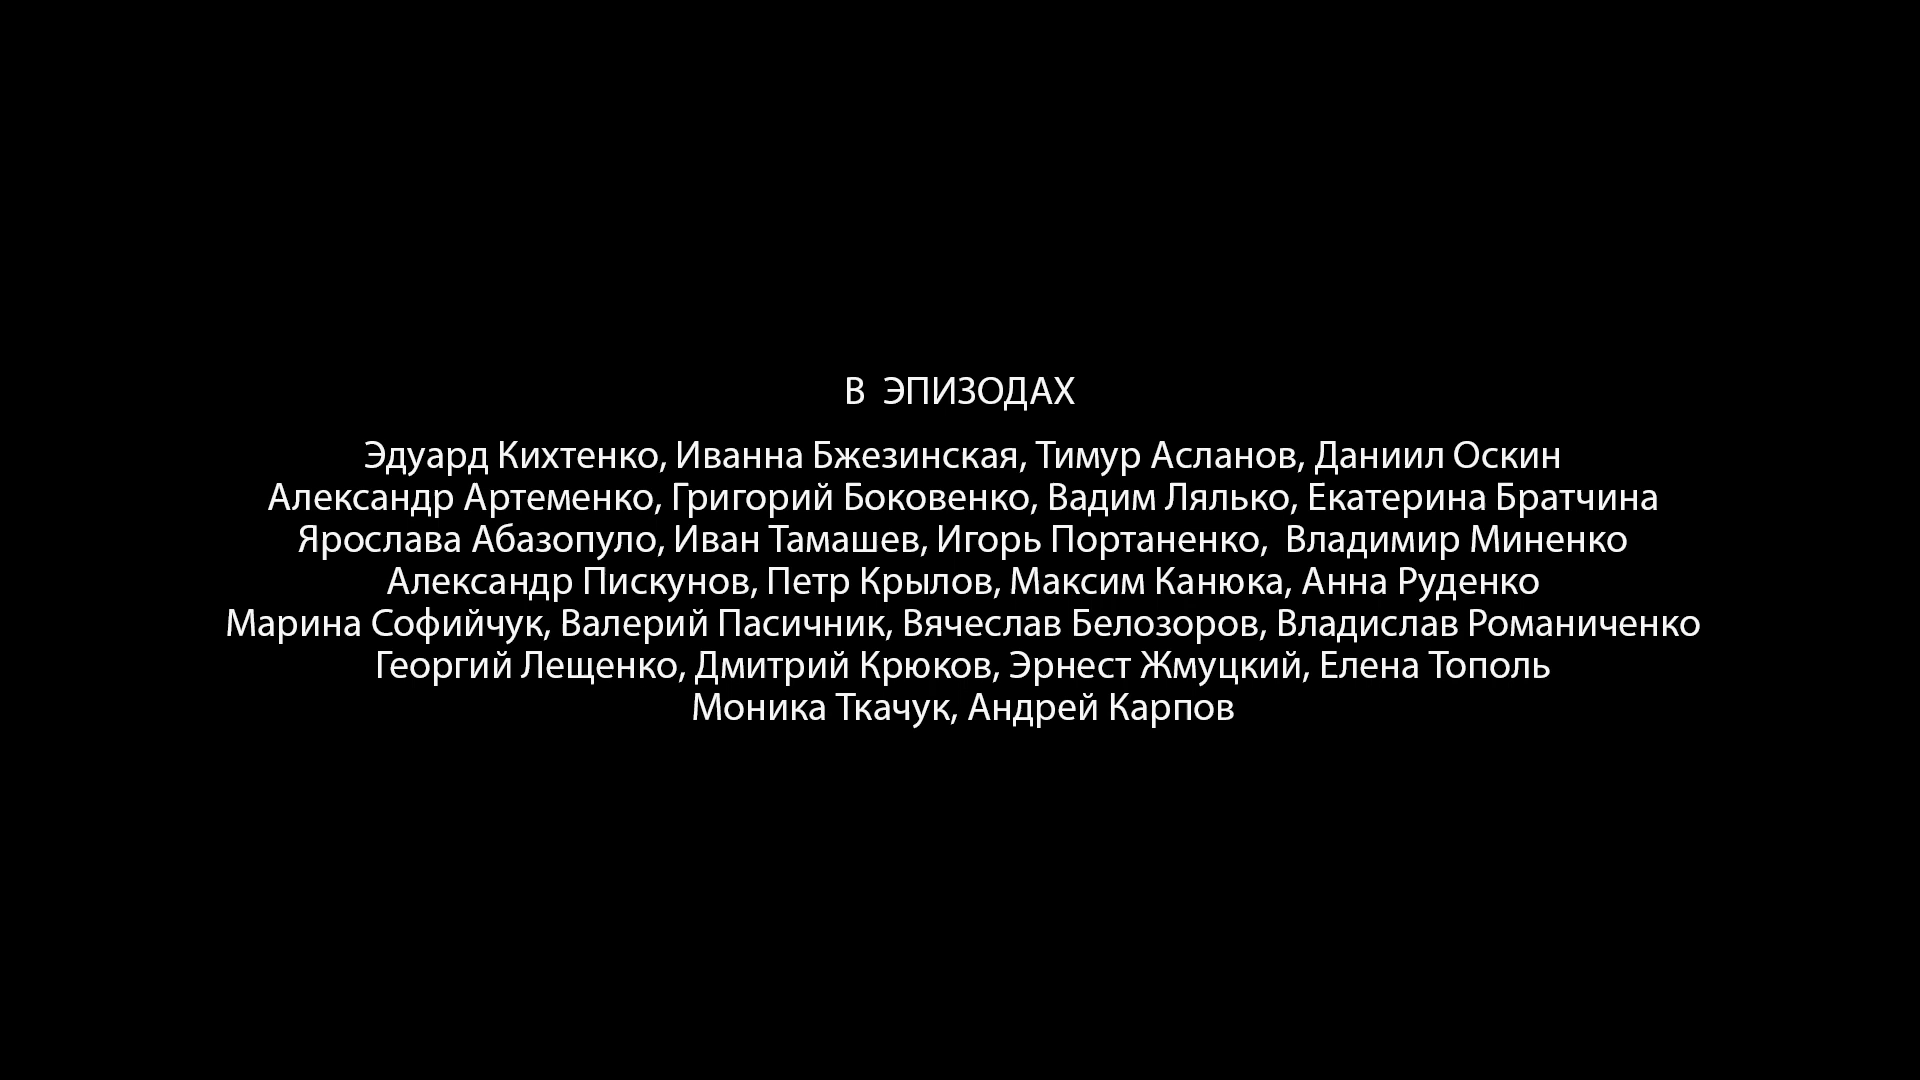 В ЭПИЗОДАХ
Эдуард Кихтенко, Иванна Бжезинская, Тимур Асланов, Даниил Оскин
Александр Артеменко, Григорий Боковенко, Вадим Лялько, Екатерина Братчина
Ярослава Абазопуло, Иван Тамашев, Игорь Портаненко, Владимир Миненко
Александр Пискунов, Петр Крылов, Максим Канюка, Анна Руденко
Марина Софийчук, Валерий Пасичник, Вячеслав Белозоров, Владислав Романиченко
Георгий Лещенко, Дмитрий Крюков, Эрнест Жмуцкий, Елена Тополь
Моника Ткачук, Андрей Карпов